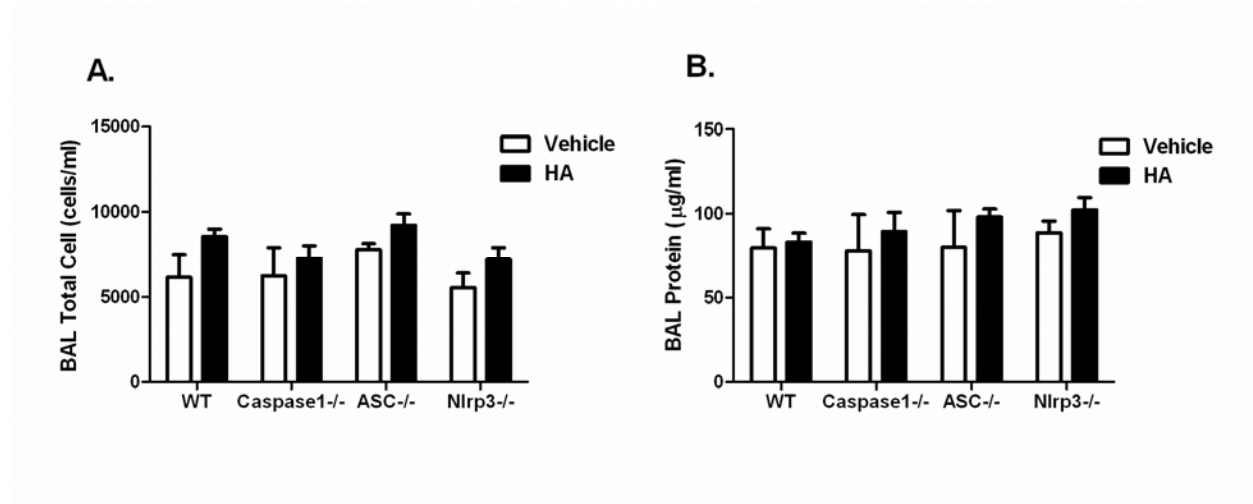 A.
BAL Total Cell (cells/ml)
15000
10000
5000
0
Vehicle
HA
WT Caspase1-/- ASC-/- Nlrp3-/-
B.
BAL Protein (μg/ml)
150
100
50
0
Vehicle
HA
WT Caspase1-/- ASC-/- Nlrp3-/-